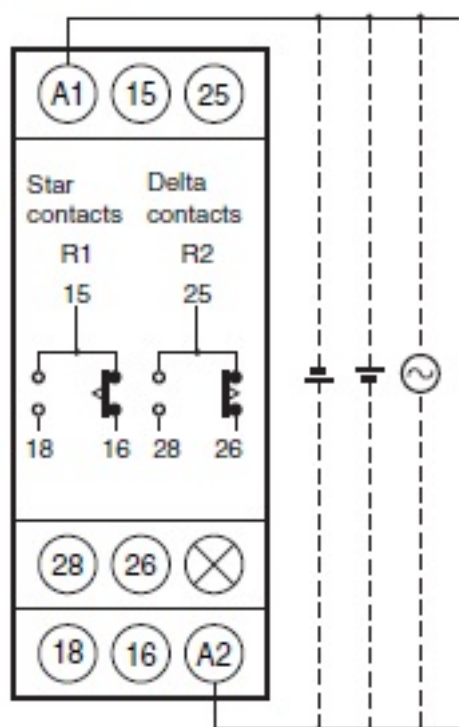 A1 15 25
Star Delta
contacts contacts
R1 R2
15 25
18 16 28 26
28 26
18 16 A2